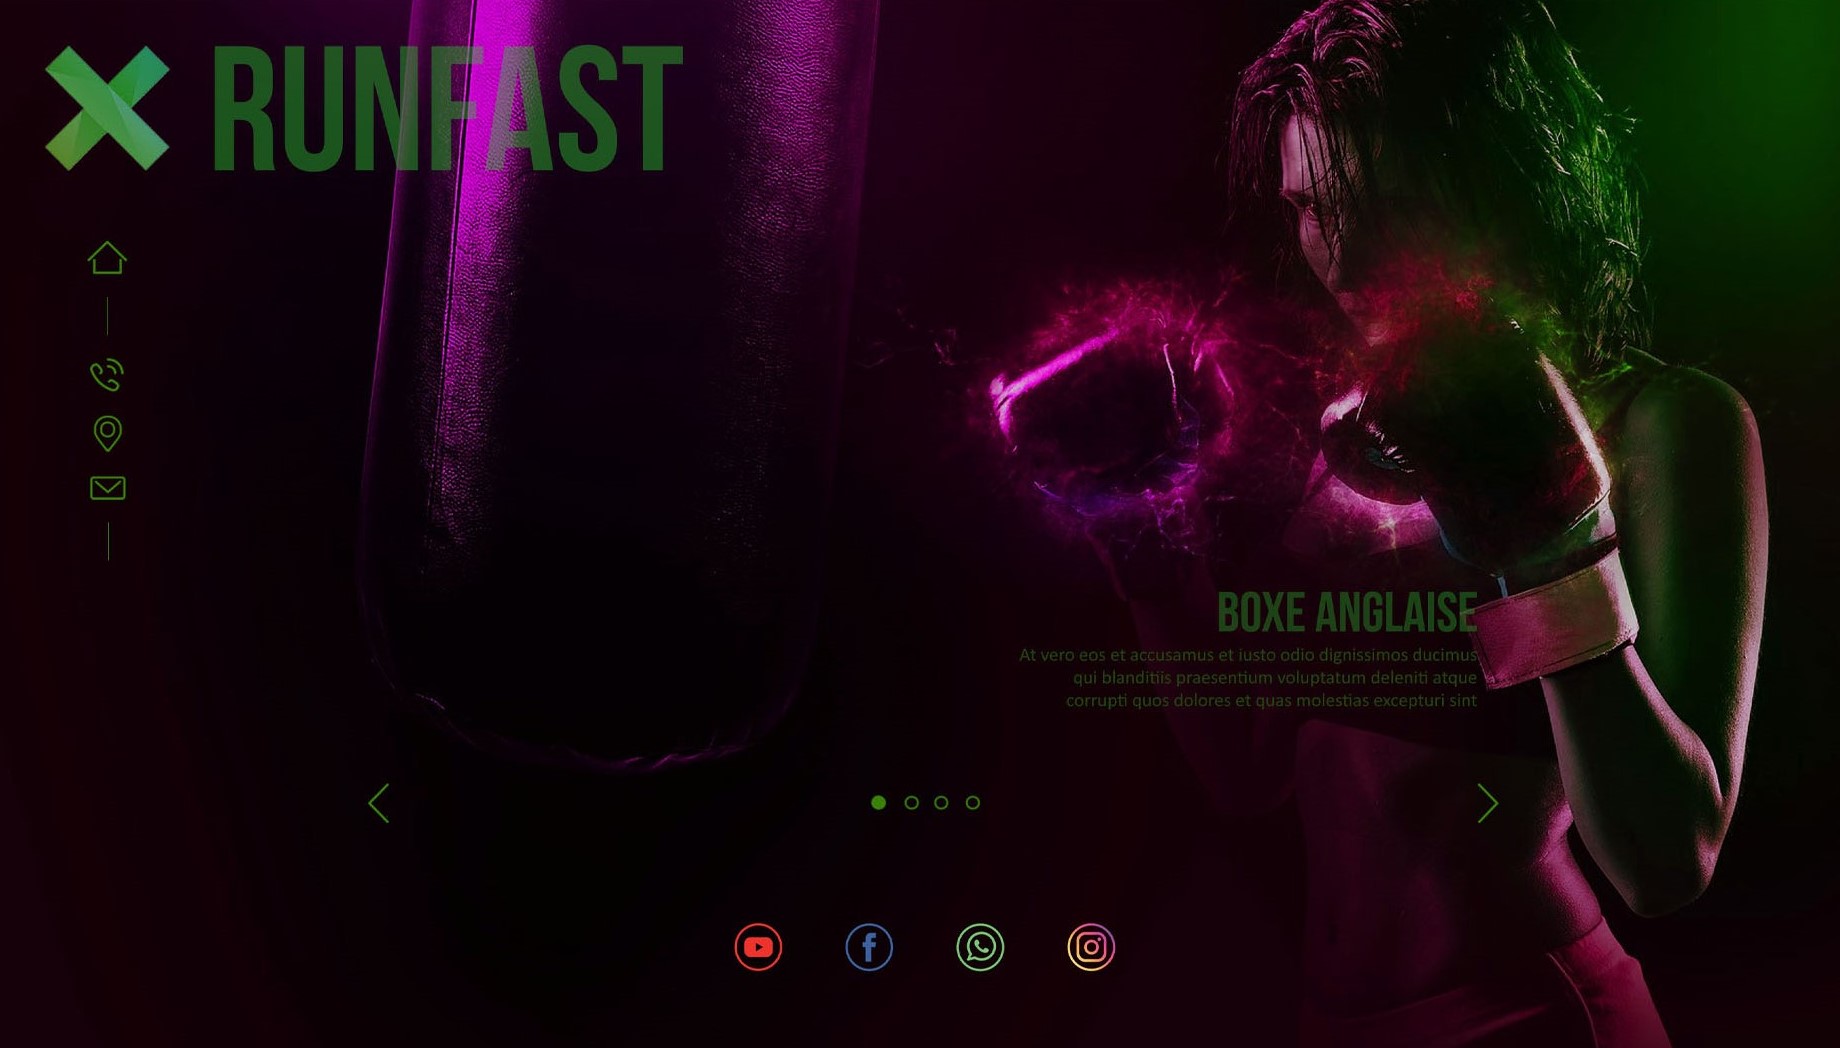 RUNFAST
BOXE ANGLAISE
At vero eos et accusamus et iusto odio dignissimos ducimus
qui blanditiis praesentium voluptatum deleniti atque
corrupti quos dolores et quas molestias excepturi sint